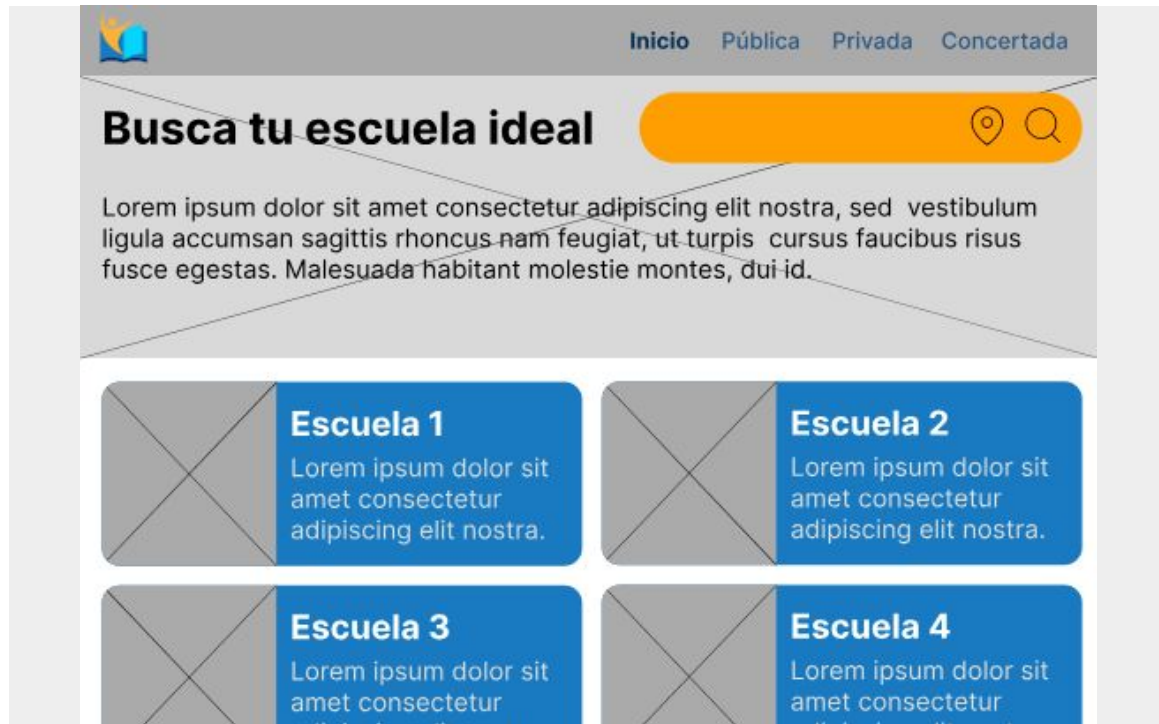 Inicio Pública Privada Concertada
Busca tu escuela ideal
Lorem ipsum dolor sit amet consectetur adipiscing elit nostra, sed vestibulum
ligula accumsan sagittis rhoncus nam feugiat, ut turpis cursus faucibus risus
fusce egestas. Malesuada habitant molestie montes, dui id.
Escuela 1
Lorem ipsum dolor sit
amet consectetur
adipiscing elit nostra.
Escuela 2
Lorem ipsum dolor sit
amet consectetur
adipiscing elit nostra.
Escuela 3
Lorem ipsum dolor sit
amet consectetur
Escuela 4
Lorem ipsum dolor sit
amet consectetur